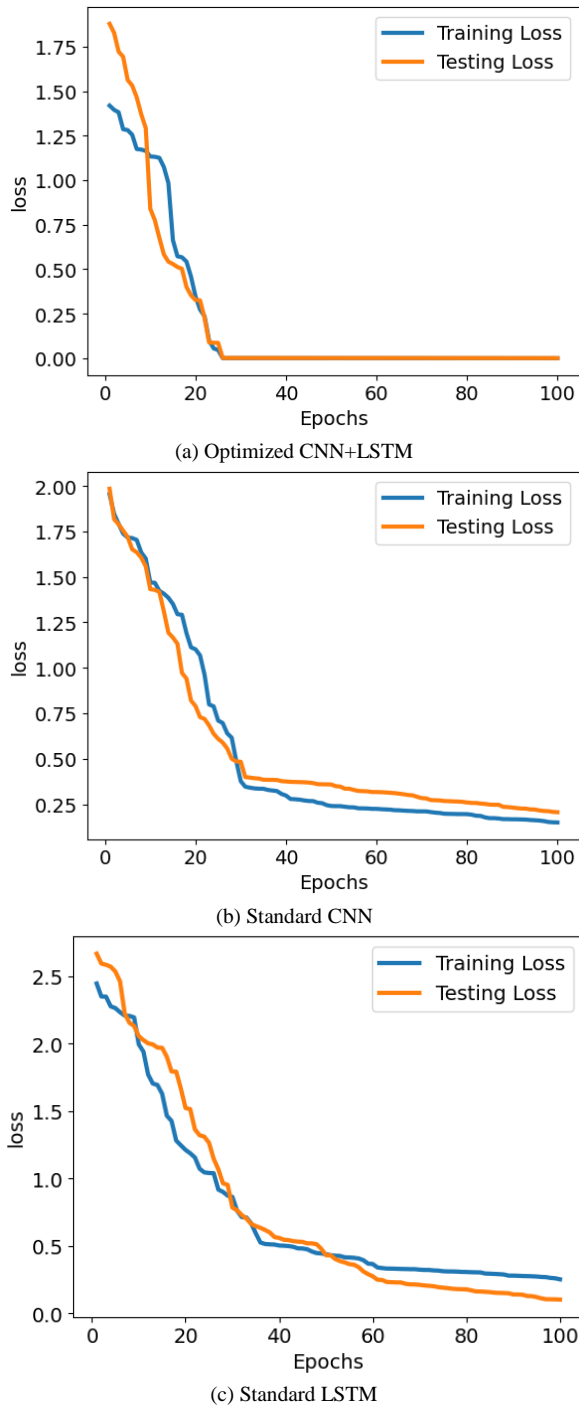 1.75
1.50
1.25
1.00
0.75
0.50
0.25
0.00
loss
Training Loss
Testing Loss
0 20 40 60 80 100
Epochs
(a) Optimized CNN+LSTM
2.00
1.75
1.50
1.25
1.00
0.75
0.50
0.25
loss
Training Loss
Testing Loss
0 20 40 60 80 100
Epochs
(b) Standard CNN
2.5
2.0
1.5
1.0
0.5
0.0
loss
Training Loss
Testing Loss
0 20 40 60 80 100
Epochs
(c) Standard LSTM